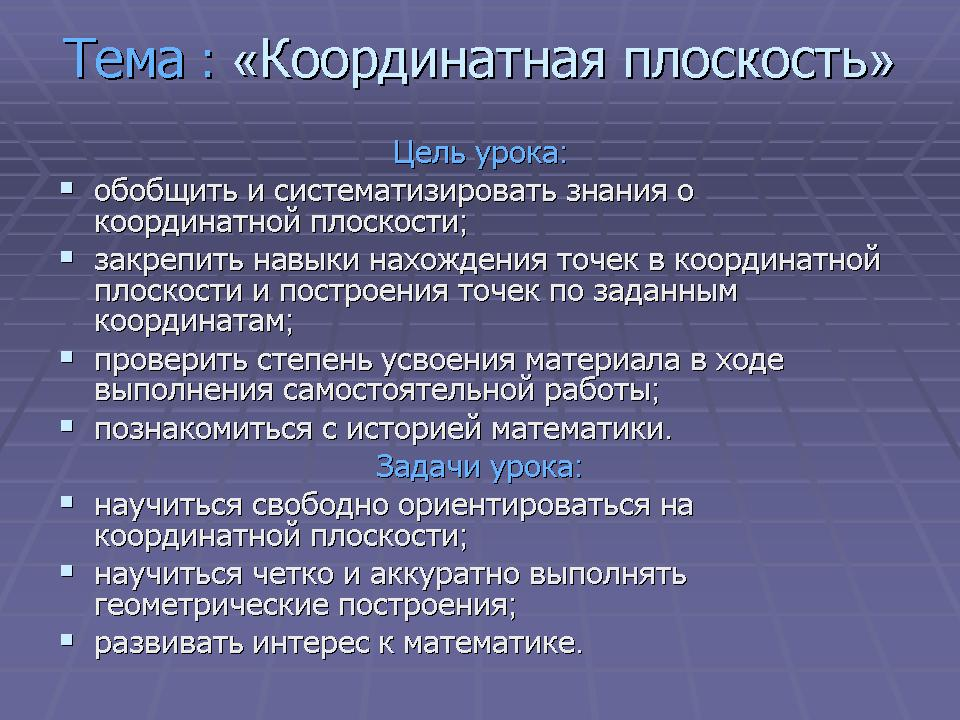 Тема : «Координатная плоскость»
Цель урока:
▪ обобщить и систематизировать знания о
координатной плоскости;
▪ закрепить навыки нахождения точек в координатной
плоскости и построения точек по заданным
координатам;
▪ проверить степень усвоения материала в ходе
выполнения самостоятельной работы;
▪ познакомиться с историей математики.
Задачи урока:
▪ научиться свободно ориентироваться на
координатной плоскости;
▪ научиться четко и аккуратно выполнять
геометрические построения;
▪ развивать интерес к математике.